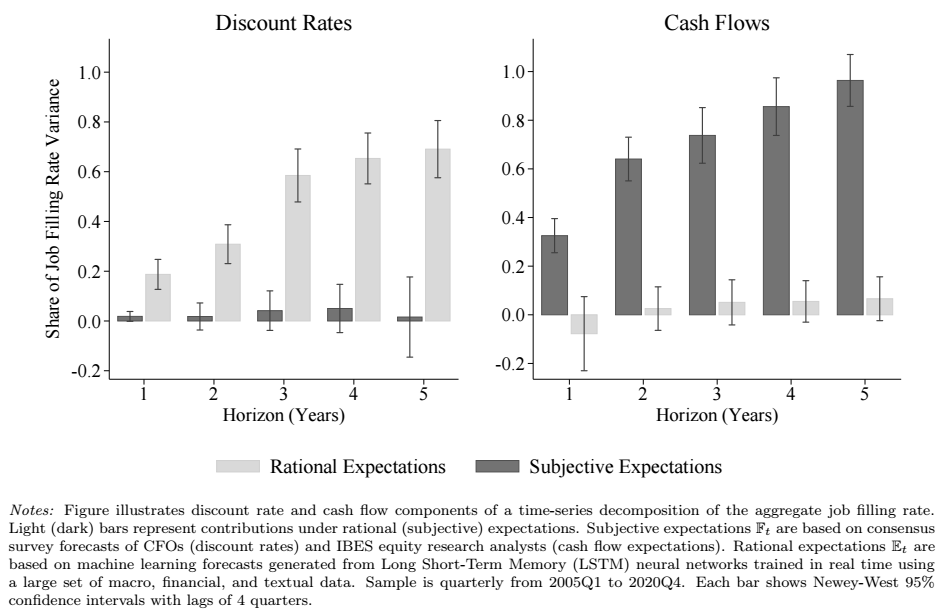 Discount Rates
Cash Flows
Share of Job Filling Rate Variance
1.0
0.8
0.6
0.4
0.2
0.0
-0.2
1 2 3 4 5
Horizon (Years)
1.0
0.8
0.6
0.4
0.2
0.0
-0.2
1 2 3 4 5
Horizon (Years)
Rational Expectations
Subjective Expectations
Notes: Figure illustrates discount rate and cash flow components of a time-series decomposition of the aggregate job filling rate.
Light (dark) bars represent contributions under rational (subjective) expectations. Subjective expectations 𝔽ₜ are based on consensus
survey forecasts of CFOs (discount rates) and IBES equity research analysts (cash flow expectations). Rational expectations 𝔼ₜ are
based on machine learning forecasts generated from Long Short-Term Memory (LSTM) neural networks trained in real time using
a large set of macro, financial, and textual data. Sample is quarterly from 2005Q1 to 2020Q4. Each bar shows Newey-West 95%
confidence intervals with lags of 4 quarters.